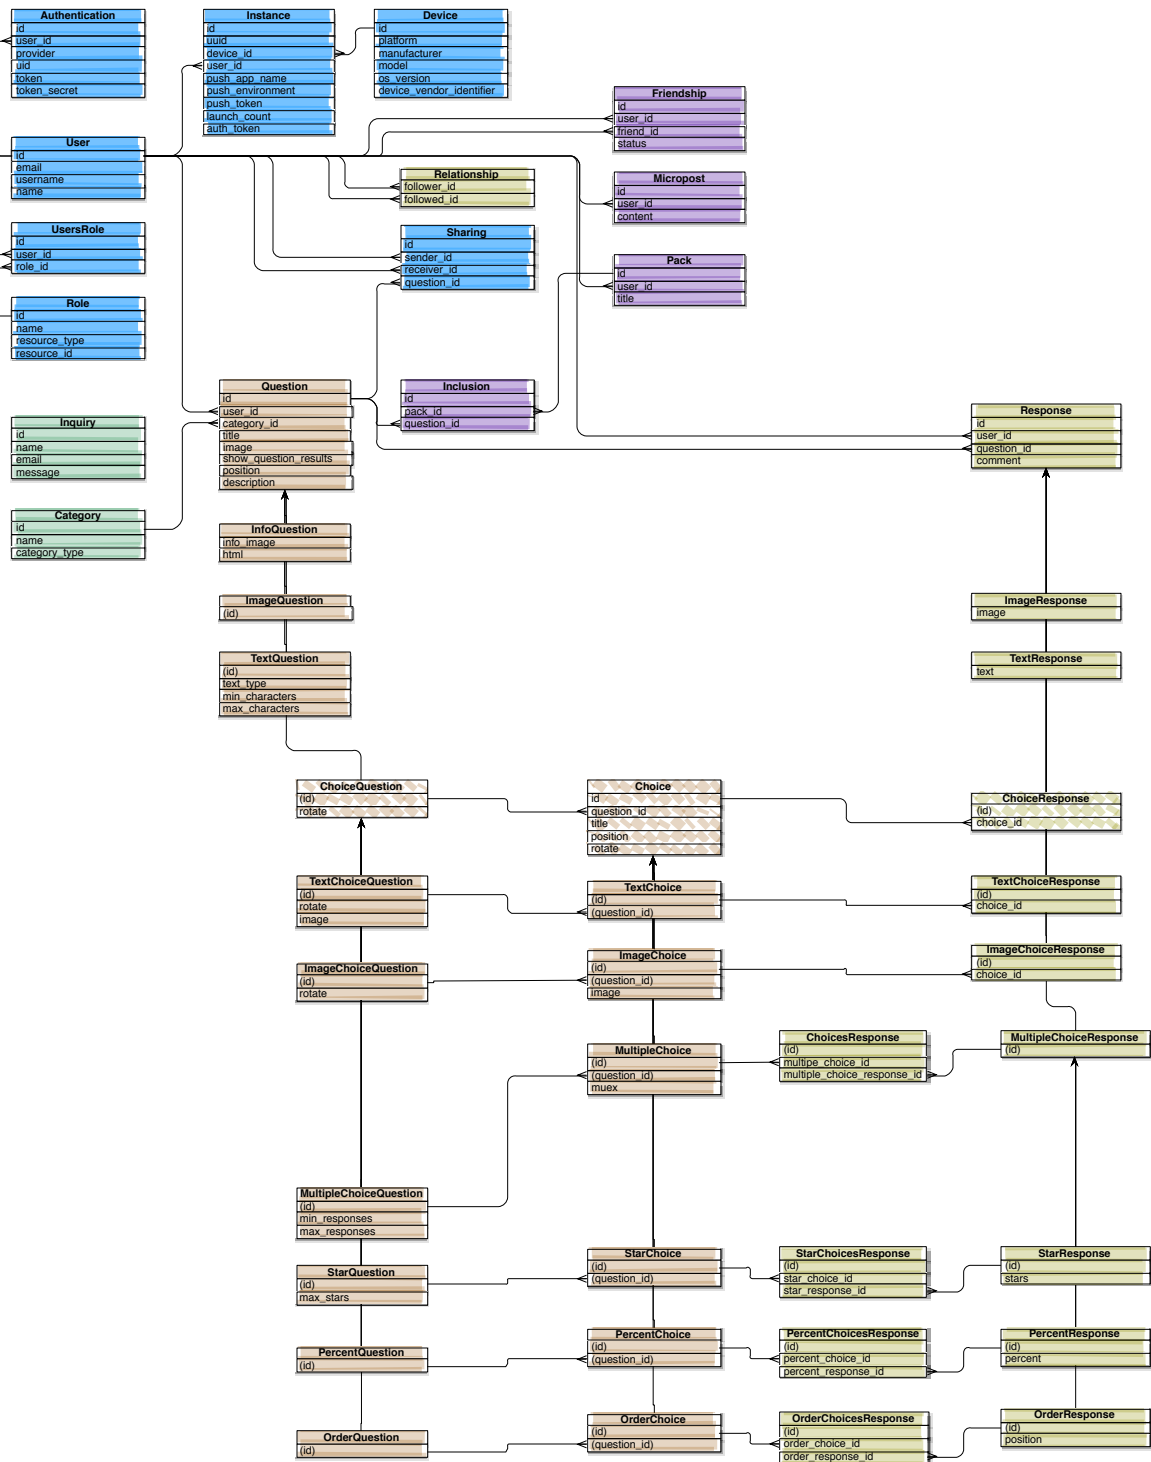 Authentication
id
user_id
provider
uid
token
token_secret
Instance
id
uuid
device_id
user_id
push_app_name
push_environment
push_token
launch_count
auth_token
Device
id
platform
manufacturer
model
os_version
device_vendor_identifier
Friendship
id
user_id
friend_id
status
User
id
email
username
name
Relationship
follower_id
followed_id
Micropost
id
user_id
content
UsersRole
id
user_id
role_id
Sharing
id
sender_id
receiver_id
question_id
Pack
id
user_id
title
Role
id
name
resource_type
resource_id
Question
id
user_id
category_id
title
image
show_question_results
position
description
Inclusion
id
pack_id
question_id
Response
id
user_id
question_id
comment
Inquiry
id
name
email
message
Category
id
name
category_type
InfoQuestion
info_image
html
ImageQuestion
(id)
ImageResponse
image
TextQuestion
(id)
text_type
min_characters
max_characters
TextResponse
text
ChoiceQuestion
(id)
rotate
Choice
id
question_id
title
position
rotate
ChoiceResponse
(id)
choice_id
TextChoiceQuestion
(id)
rotate
image
TextChoice
(id)
(question_id)
TextChoiceResponse
(id)
choice_id
ImageChoiceQuestion
(id)
rotate
ImageChoice
(id)
(question_id)
image
ImageChoiceResponse
(id)
choice_id
MultipleChoice
(id)
(question_id)
muex
ChoicesResponse
(id)
multipe_choice_id
multiple_choice_response_id
MultipleChoiceResponse
(id)
MultipleChoiceQuestion
(id)
min_responses
max_responses
StarQuestion
(id)
max_stars
StarChoice
(id)
(question_id)
StarChoicesResponse
(id)
star_choice_id
star_response_id
StarResponse
(id)
stars
PercentQuestion
(id)
PercentChoice
(id)
(question_id)
PercentChoicesResponse
(id)
percent_choice_id
percent_response_id
PercentResponse
(id)
percent
OrderQuestion
(id)
OrderChoice
(id)
(question_id)
OrderChoicesResponse
(id)
order_choice_id
order_response_id
OrderResponse
(id)
position